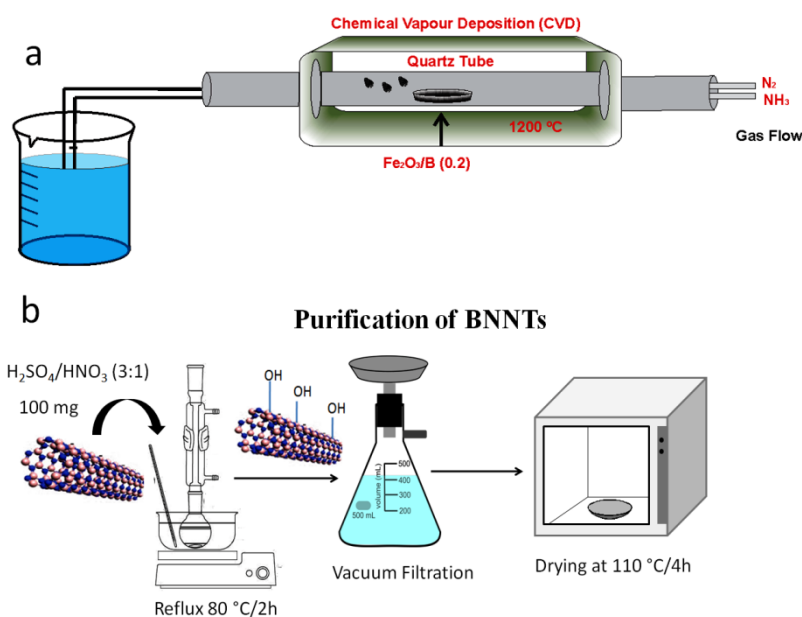 a
Chemical Vapour Deposition (CVD)
Quartz Tube
N₂
NH₃
1200 ºC
Gas Flow
Fe₂O₃/B (0.2)
b
Purification of BNNTs
H₂SO₄/HNO₃ (3:1)
100 mg
OH
OH
OH
volume (mL)
500
400
300
200
500 mL
Reflux 80 °C/2h
Vacuum Filtration
Drying at 110 °C/4h